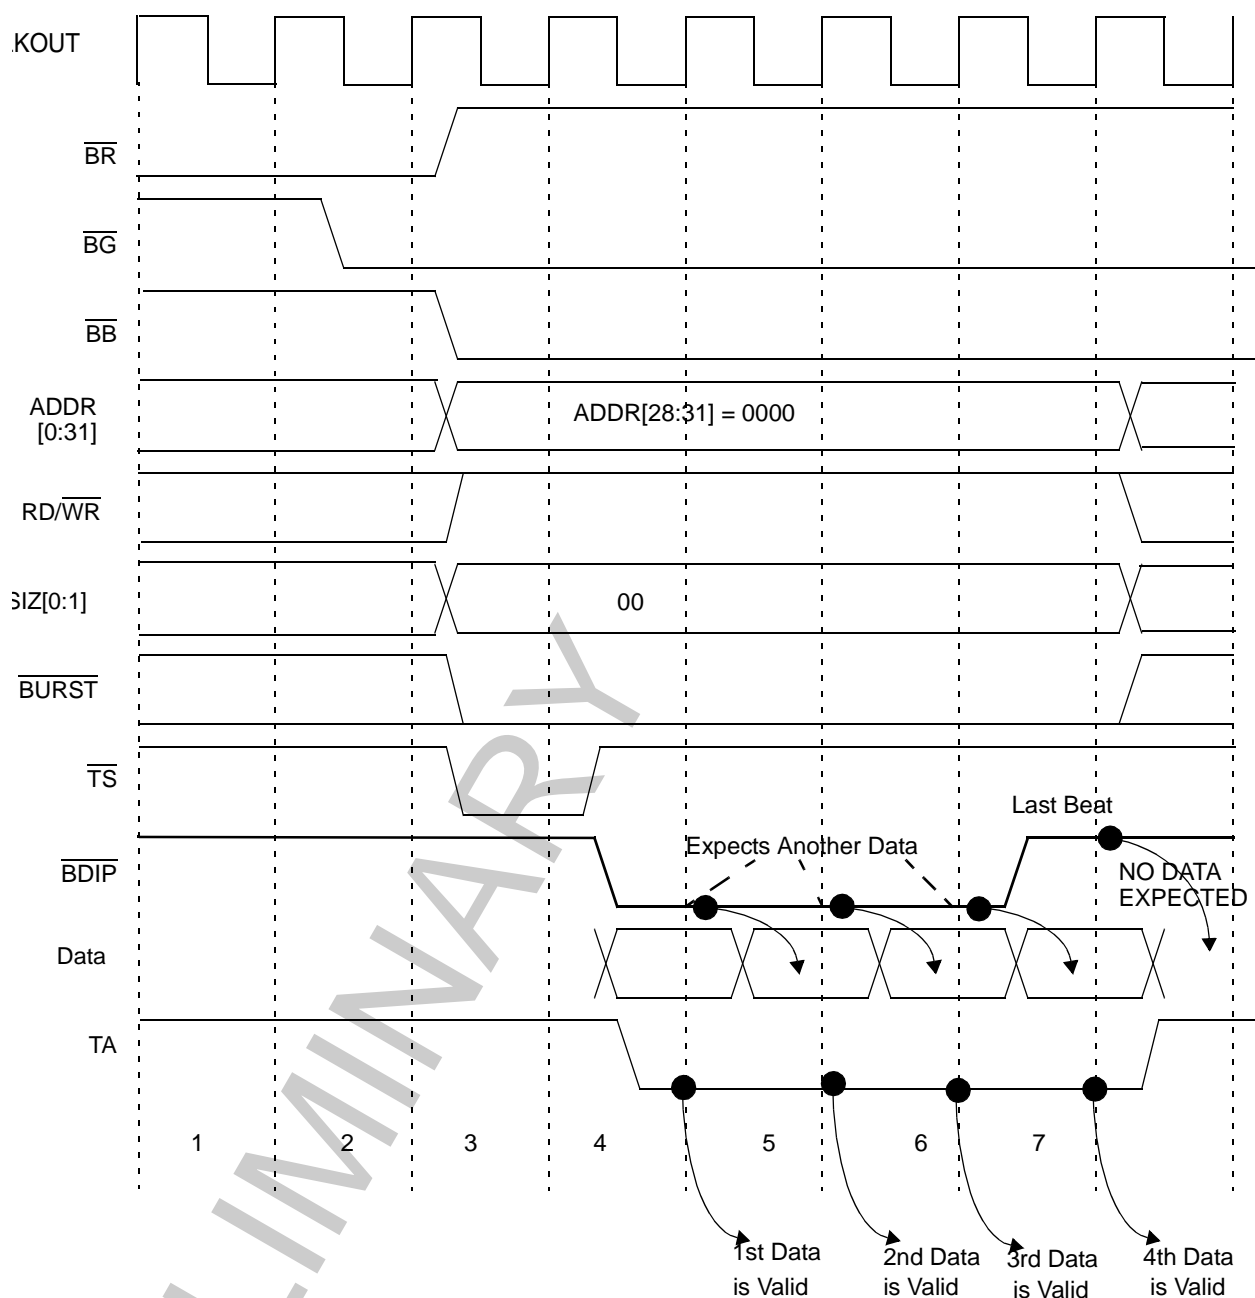 KOUT
BR
BG
BB
ADDR
[0:31]
ADDR[28:31] = 0000
RD/WR
SIZ[0:1]
00
BURST
TS
Last Beat
Expects Another Data
BDIP
NO DATA
EXPECTED
Data
TA
1 2 3 4 5 6 7
1st Data
is Valid
2nd Data
is Valid
3rd Data
is Valid
4th Data
is Valid
LIMINARY